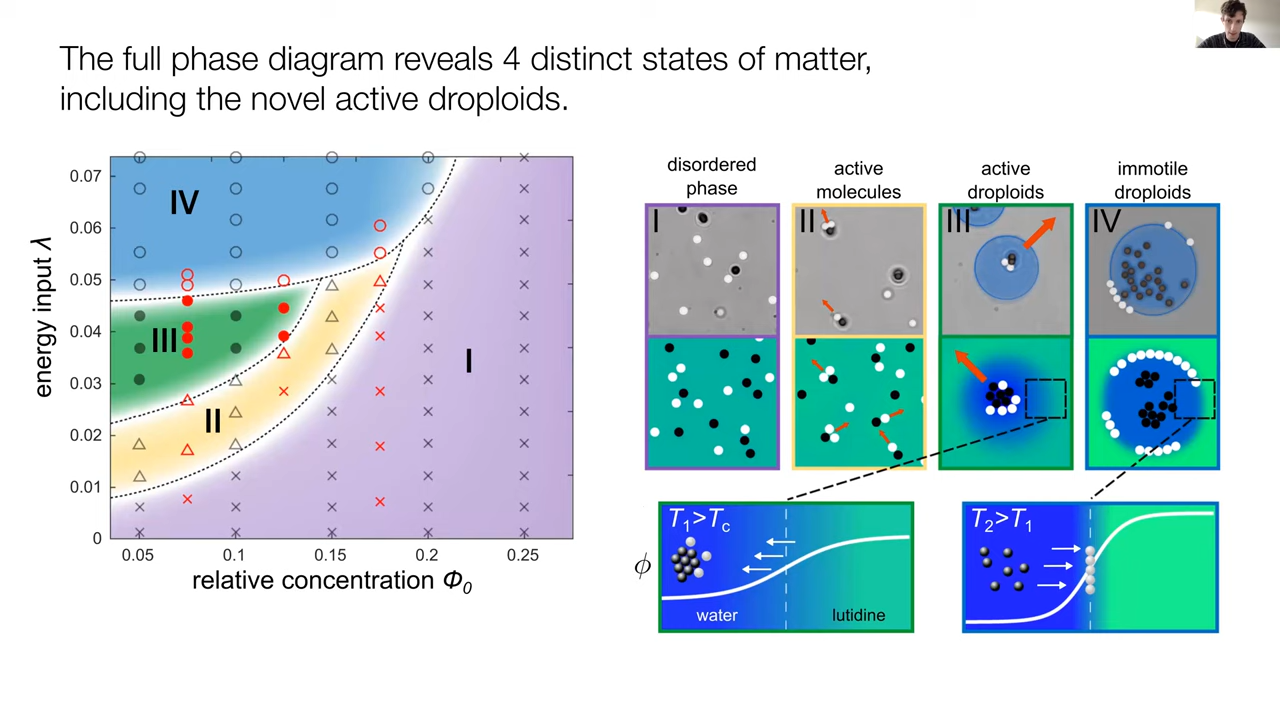 The full phase diagram reveals 4 distinct states of matter,
including the novel active droploids.
energy input λ
0.07
0.06
0.05
0.04
0.03
0.02
0.01
0
IV
III
II
I
0.05 0.1 0.15 0.2 0.25
relative concentration Φ₀
disordered
phase
active
molecules
active
droploids
immotile
droploids
I
II
III
IV
ϕ
T₁>T_c
water
lutidine
T₂>T₁